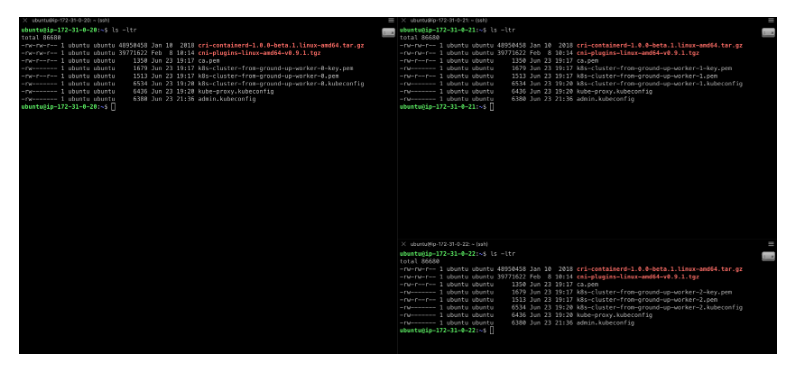 ubuntu@ip-172-31-0-20: ~ (ssh)
ubuntu@ip-172-31-0-20:~$ ls -ltr
total 86680
-rw-rw-r-- 1 ubuntu ubuntu 48950458 Jan 10 2018 cri-containerd-1.0.0-beta.1.linux-amd64.tar.gz
-rw-rw-r-- 1 ubuntu ubuntu 39771622 Feb 8 10:14 cni-plugins-linux-amd64-v0.9.1.tgz
-rw-r--r-- 1 ubuntu ubuntu 1350 Jun 23 19:17 ca.pem
-rw------- 1 ubuntu ubuntu 1679 Jun 23 19:17 k8s-cluster-from-ground-up-worker-0-key.pem
-rw-r--r-- 1 ubuntu ubuntu 1513 Jun 23 19:17 k8s-cluster-from-ground-up-worker-0.pem
-rw------- 1 ubuntu ubuntu 6534 Jun 23 19:20 k8s-cluster-from-ground-up-worker-0.kubeconfig
-rw------- 1 ubuntu ubuntu 6436 Jun 23 19:20 kube-proxy.kubeconfig
-rw------- 1 ubuntu ubuntu 6380 Jun 23 21:36 admin.kubeconfig
ubuntu@ip-172-31-0-20:~$
ubuntu@ip-172-31-0-21: ~ (ssh)
ubuntu@ip-172-31-0-21:~$ ls -ltr
total 86680
-rw-rw-r-- 1 ubuntu ubuntu 48950458 Jan 10 2018 cri-containerd-1.0.0-beta.1.linux-amd64.tar.gz
-rw-rw-r-- 1 ubuntu ubuntu 39771622 Feb 8 10:14 cni-plugins-linux-amd64-v0.9.1.tgz
-rw-r--r-- 1 ubuntu ubuntu 1350 Jun 23 19:17 ca.pem
-rw------- 1 ubuntu ubuntu 1679 Jun 23 19:17 k8s-cluster-from-ground-up-worker-1-key.pem
-rw-r--r-- 1 ubuntu ubuntu 1513 Jun 23 19:17 k8s-cluster-from-ground-up-worker-1.pem
-rw------- 1 ubuntu ubuntu 6534 Jun 23 19:20 k8s-cluster-from-ground-up-worker-1.kubeconfig
-rw------- 1 ubuntu ubuntu 6436 Jun 23 19:20 kube-proxy.kubeconfig
-rw------- 1 ubuntu ubuntu 6380 Jun 23 21:36 admin.kubeconfig
ubuntu@ip-172-31-0-21:~$
ubuntu@ip-172-31-0-22: ~ (ssh)
ubuntu@ip-172-31-0-22:~$ ls -ltr
total 86680
-rw-rw-r-- 1 ubuntu ubuntu 48950458 Jan 10 2018 cri-containerd-1.0.0-beta.1.linux-amd64.tar.gz
-rw-rw-r-- 1 ubuntu ubuntu 39771622 Feb 8 10:14 cni-plugins-linux-amd64-v0.9.1.tgz
-rw-r--r-- 1 ubuntu ubuntu 1350 Jun 23 19:17 ca.pem
-rw------- 1 ubuntu ubuntu 1679 Jun 23 19:17 k8s-cluster-from-ground-up-worker-2-key.pem
-rw-r--r-- 1 ubuntu ubuntu 1513 Jun 23 19:17 k8s-cluster-from-ground-up-worker-2.pem
-rw------- 1 ubuntu ubuntu 6534 Jun 23 19:20 k8s-cluster-from-ground-up-worker-2.kubeconfig
-rw------- 1 ubuntu ubuntu 6436 Jun 23 19:20 kube-proxy.kubeconfig
-rw------- 1 ubuntu ubuntu 6380 Jun 23 21:36 admin.kubeconfig
ubuntu@ip-172-31-0-22:~$